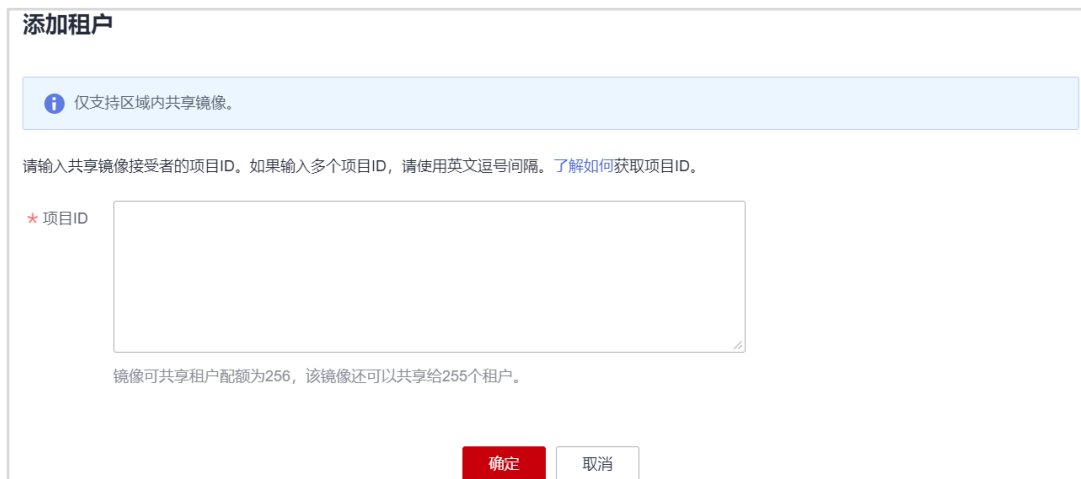 添加租户
仅支持区域内共享镜像。
请输入共享镜像接受者的项目ID。如果输入多个项目ID，请使用英文逗号间隔。了解如何获取项目ID。
* 项目ID
镜像可共享租户配额为256，该镜像还可以共享给255个租户。
确定 取消